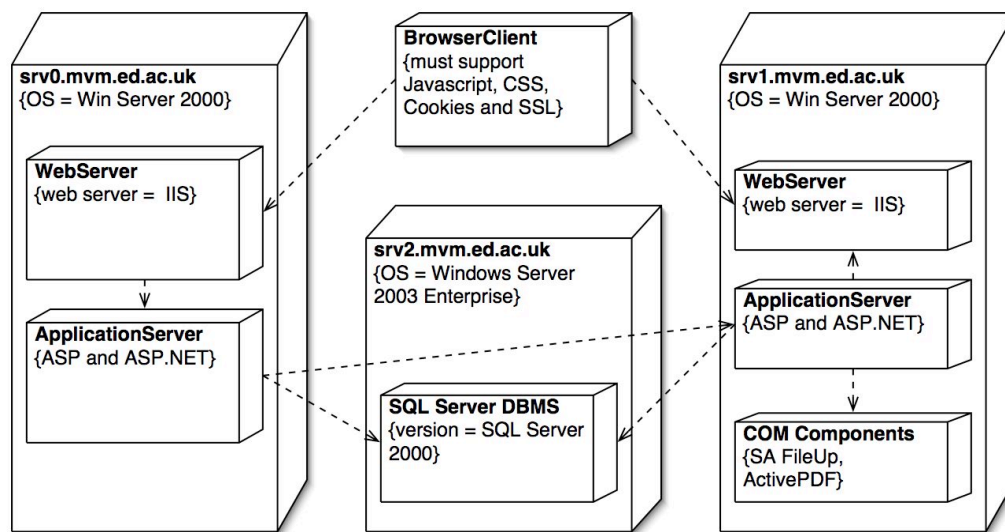 srv0.mvm.ed.ac.uk
{OS = Win Server 2000}
WebServer
{web server =  IIS}
ApplicationServer
{ASP and ASP.NET}
BrowserClient
{must support
Javascript, CSS,
Cookies and SSL}
srv2.mvm.ed.ac.uk
{OS = Windows Server
2003 Enterprise}
SQL Server DBMS
{version = SQL Server
2000}
srv1.mvm.ed.ac.uk
{OS = Win Server 2000}
WebServer
{web server =  IIS}
ApplicationServer
{ASP and ASP.NET}
COM Components
{SA FileUp,
ActivePDF}